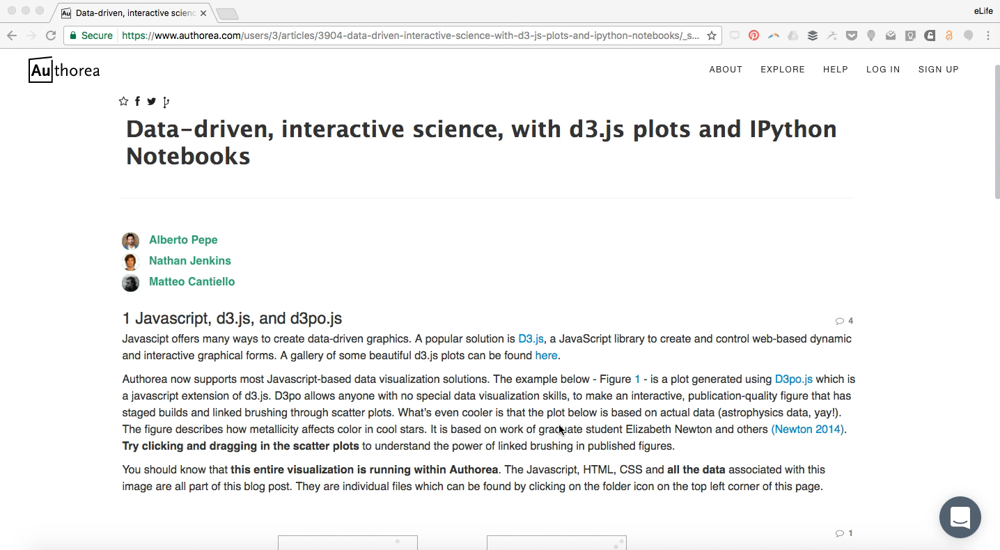 Au Data-driven, interactive scienc
eLife
Secure https://www.authorea.com/users/3/articles/3904-data-driven-interactive-science-with-d3-js-plots-and-ipython-notebooks/_s...
Authorea
ABOUT EXPLORE HELP LOG IN SIGN UP
Data-driven, interactive science, with d3.js plots and IPython
Notebooks
Alberto Pepe
Nathan Jenkins
Matteo Cantiello
1 Javascript, d3.js, and d3po.js
4
Javascipt offers many ways to create data-driven graphics. A popular solution is D3.js, a JavaScript library to create and control web-based dynamic
and interactive graphical forms. A gallery of some beautiful d3.js plots can be found here.
Authorea now supports most Javascript-based data visualization solutions. The example below - Figure 1 - is a plot generated using D3po.js which is
a javascript extension of d3.js. D3po allows anyone with no special data visualization skills, to make an interactive, publication-quality figure that has
staged builds and linked brushing through scatter plots. What's even cooler is that the plot below is based on actual data (astrophysics data, yay!).
The figure describes how metallicity affects color in cool stars. It is based on work of graduate student Elizabeth Newton and others (Newton 2014).
Try clicking and dragging in the scatter plots to understand the power of linked brushing in published figures.
You should know that this entire visualization is running within Authorea. The Javascript, HTML, CSS and all the data associated with this
image are all part of this blog post. They are individual files which can be found by clicking on the folder icon on the top left corner of this page.
1